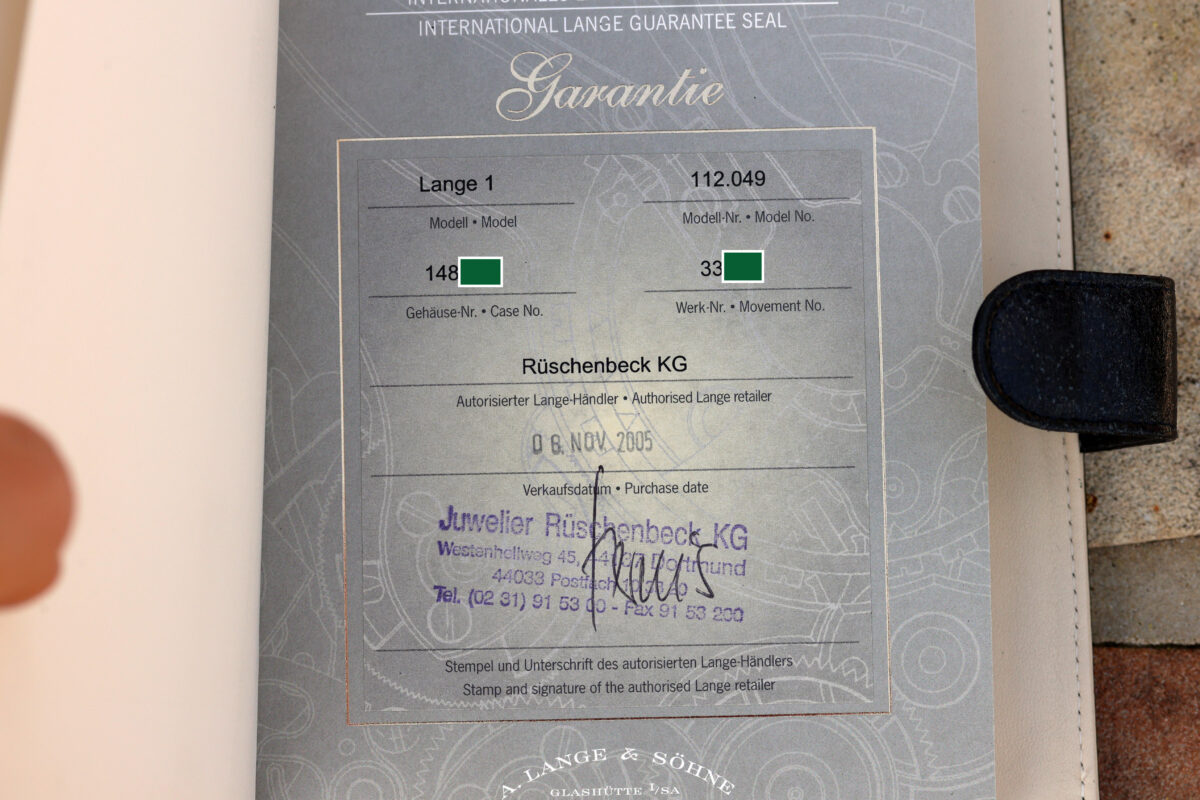 INTERNATIONAL LANGE GUARANTEE SEAL
Garantie
Lange 1
112.049
Modell • Model
Modell-Nr. • Model No.
148
33
Gehäuse-Nr. • Case No.
Werk-Nr. • Movement No.
Rüschenbeck KG
Autorisierter Lange-Händler • Authorised Lange retailer
08. NOV. 2005
Verkaufsdatum • Purchase date
Juwelier Rüschenbeck KG
Westenhellweg 45, Dortmund
44033 Postfach
Tel. (02 31) 91 53 00 - Fax 91 53 200
Stempel und Unterschrift des autorisierten Lange-Händlers
Stamp and signature of the authorised Lange retailer
A. LANGE & SÖHNE
GLASHÜTTE I/SA